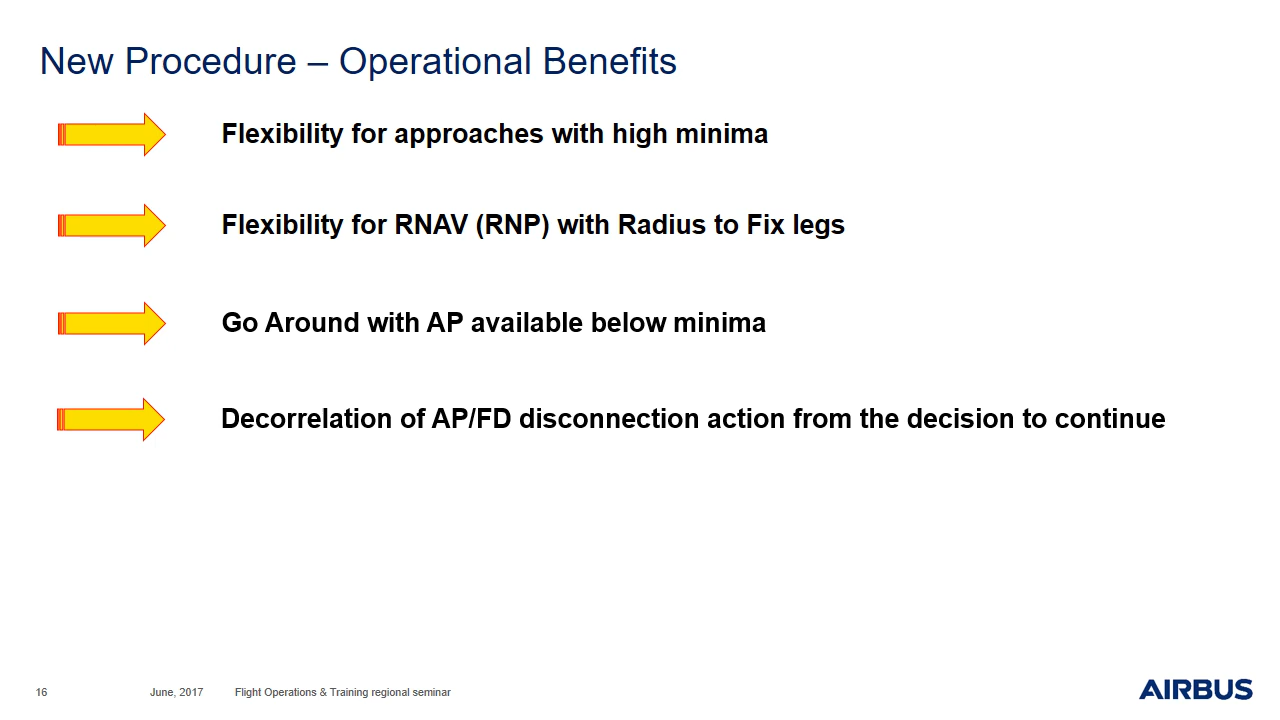 New Procedure – Operational Benefits
Flexibility for approaches with high minima
Flexibility for RNAV (RNP) with Radius to Fix legs
Go Around with AP available below minima
Decorrelation of AP/FD disconnection action from the decision to continue
16 June, 2017 Flight Operations & Training regional seminar
AIRBUS